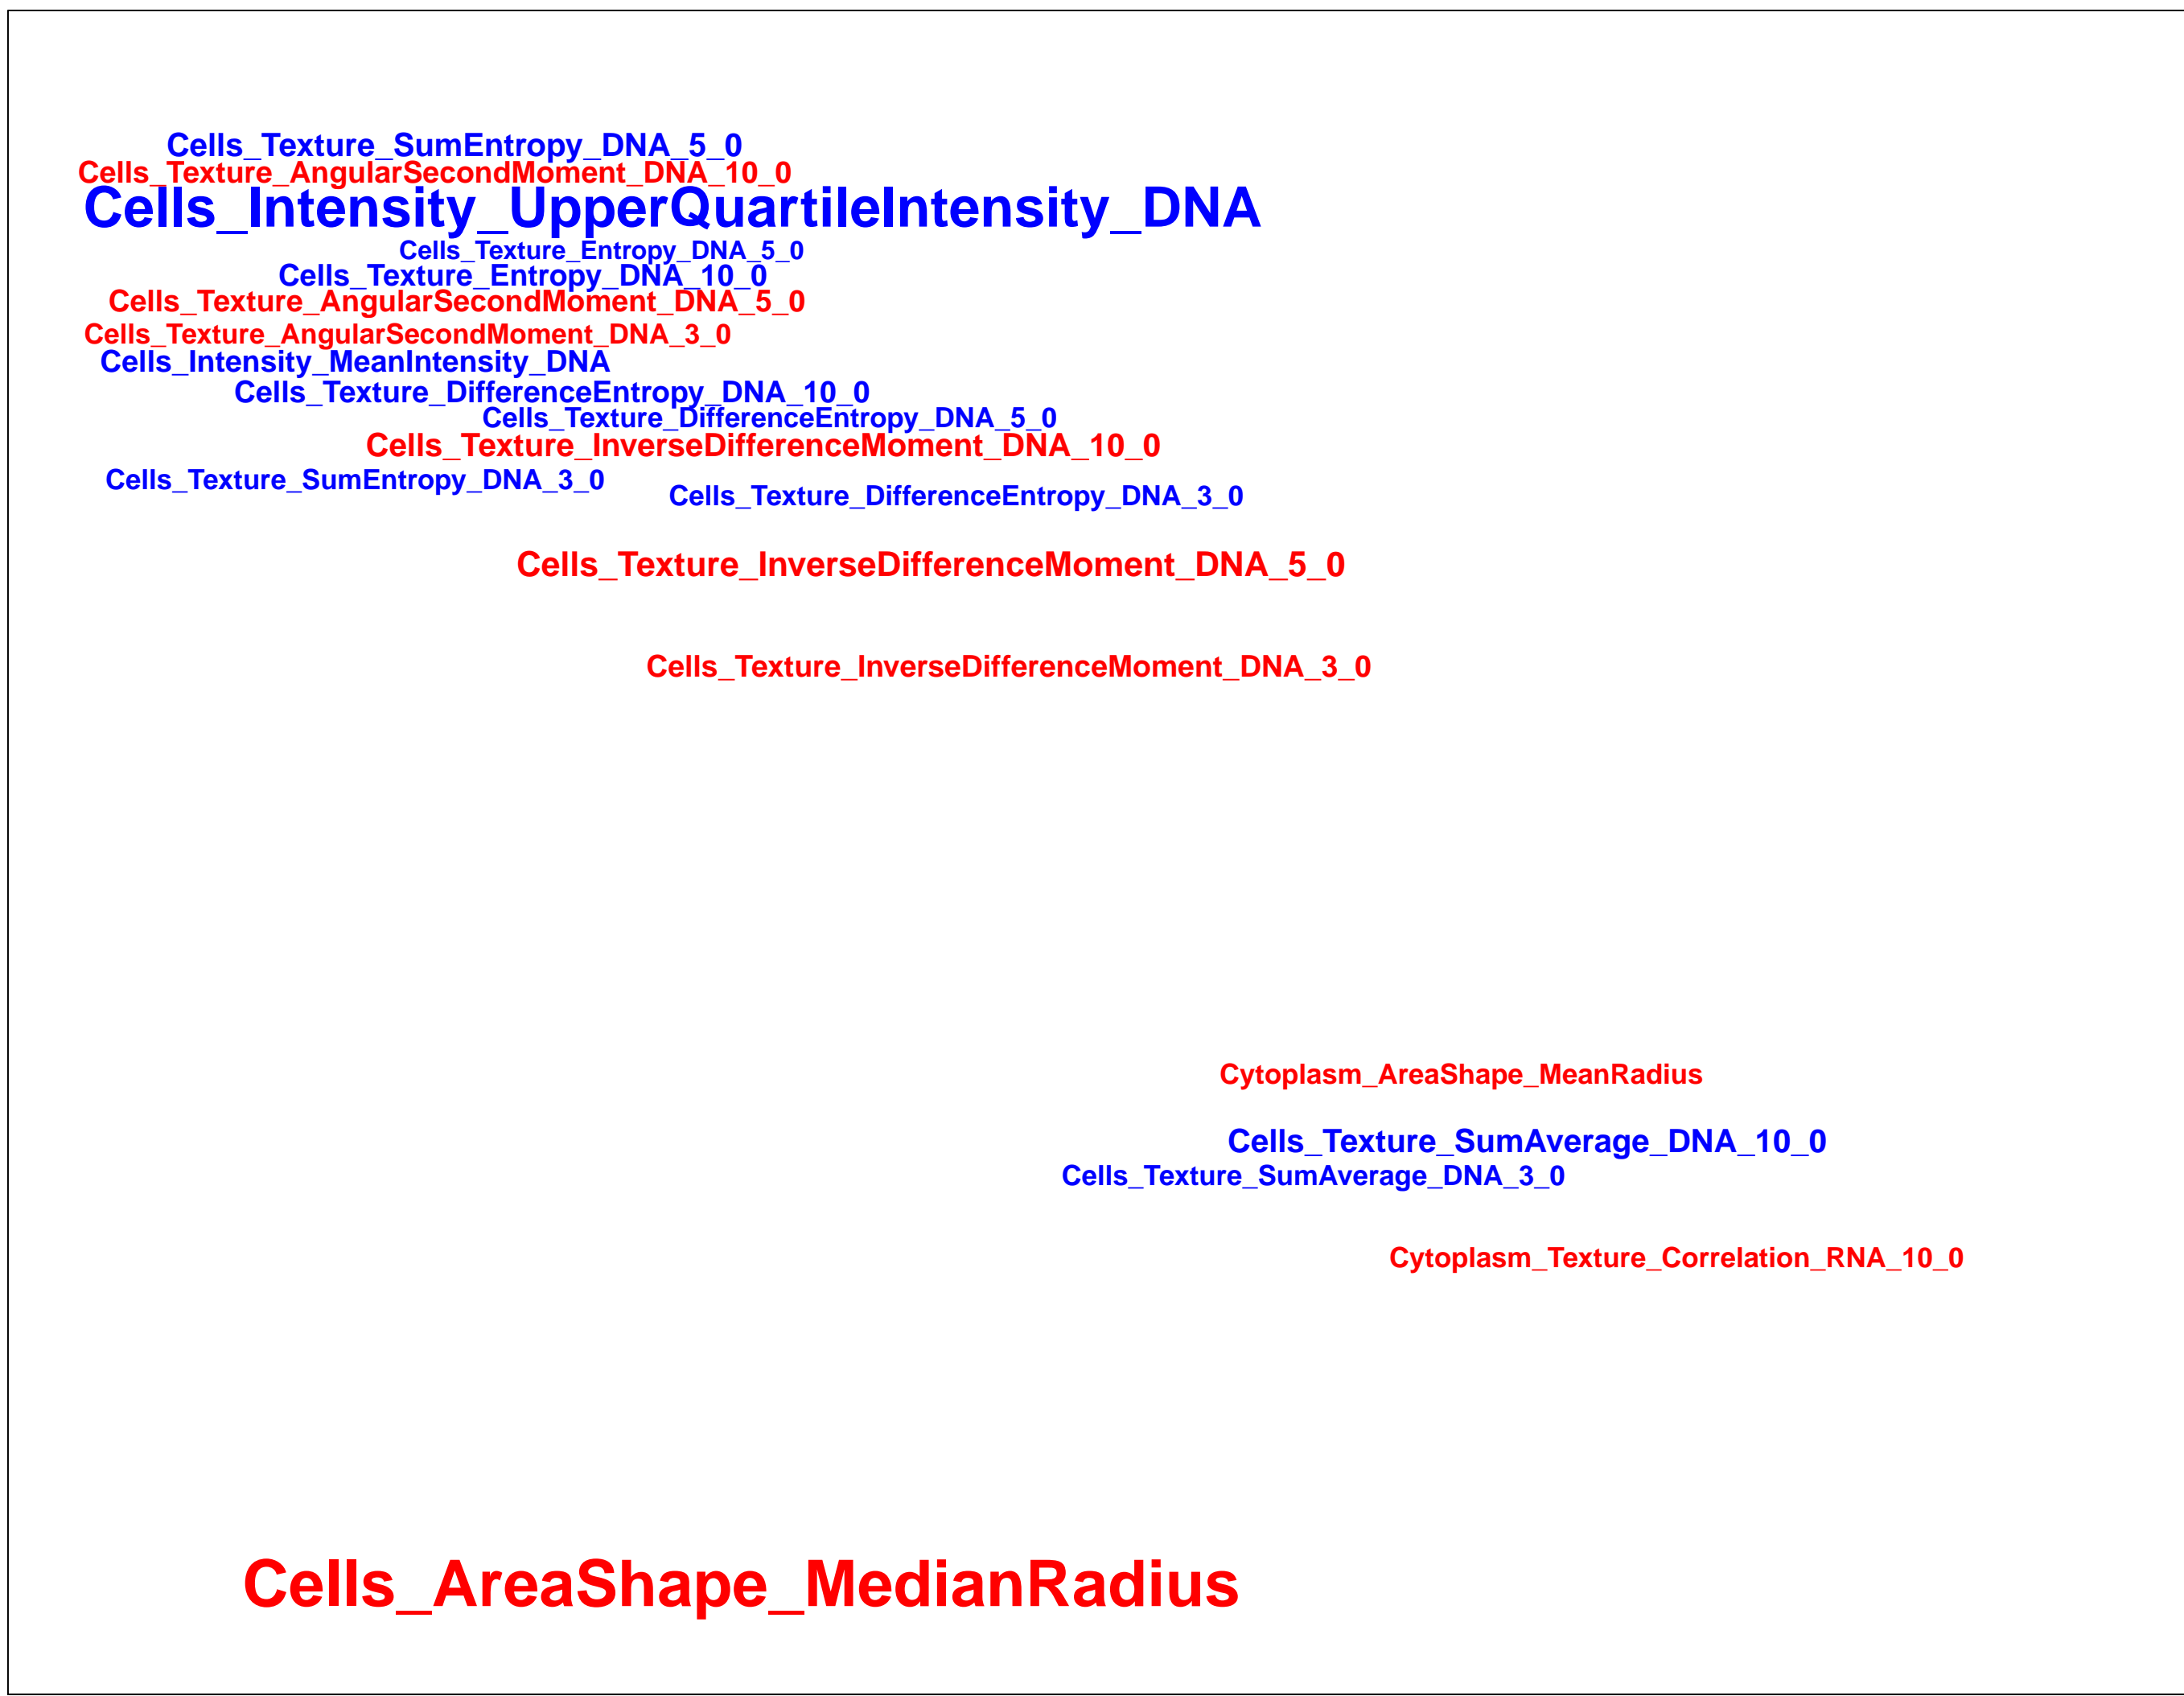 Cells_Texture_SumEntropy_DNA_5_0
Cells_Texture_AngularSecondMoment_DNA_10_0
Cells_Intensity_UpperQuartileIntensity_DNA
Cells_Texture_Entropy_DNA_5_0
Cells_Texture_Entropy_DNA_10_0
Cells_Texture_AngularSecondMoment_DNA_5_0
Cells_Texture_AngularSecondMoment_DNA_3_0
Cells_Intensity_MeanIntensity_DNA
Cells_Texture_DifferenceEntropy_DNA_10_0
Cells_Texture_DifferenceEntropy_DNA_5_0
Cells_Texture_InverseDifferenceMoment_DNA_10_0
Cells_Texture_SumEntropy_DNA_3_0
Cells_Texture_DifferenceEntropy_DNA_3_0
Cells_Texture_InverseDifferenceMoment_DNA_5_0
Cells_Texture_InverseDifferenceMoment_DNA_3_0
Cytoplasm_AreaShape_MeanRadius
Cells_Texture_SumAverage_DNA_10_0
Cells_Texture_SumAverage_DNA_3_0
Cytoplasm_Texture_Correlation_RNA_10_0
Cells_AreaShape_MedianRadius